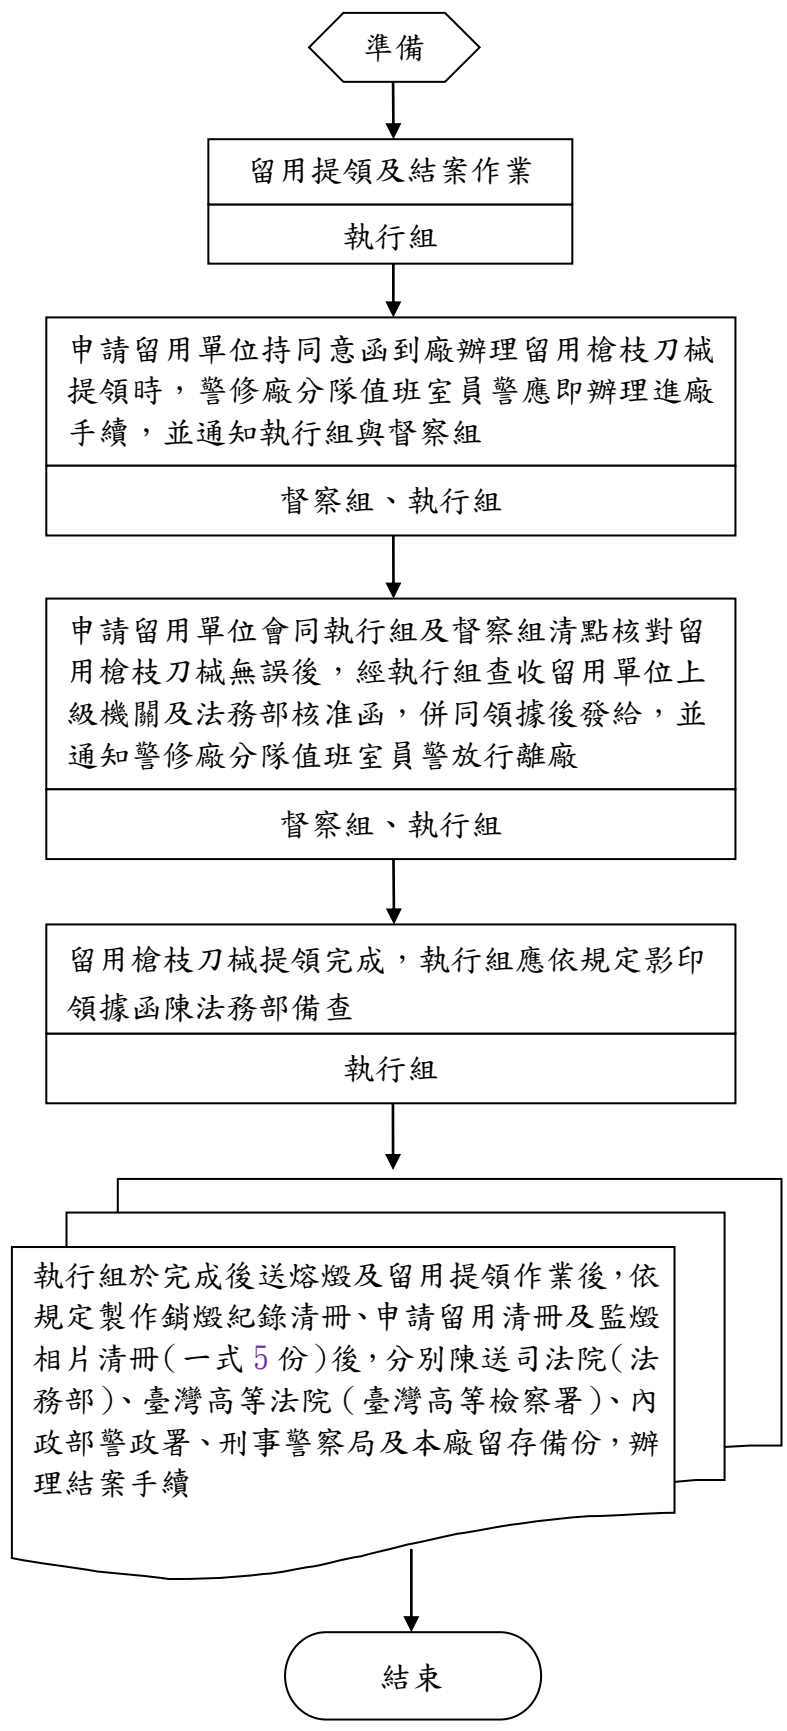 準備
留用提領及結案作業
執行組
申請留用單位持同意函到廠辦理留用槍枝刀械
提領時，警修廠分隊值班室員警應即辦理進廠
手續，並通知執行組與督察組
督察組、執行組
申請留用單位會同執行組及督察組清點核對留
用槍枝刀械無誤後，經執行組查收留用單位上
級機關及法務部核准函，併同領據後發給，並
通知警修廠分隊值班室員警放行離廠
督察組、執行組
留用槍枝刀械提領完成，執行組應依規定影印
領據函陳法務部備查
執行組
執行組於完成後送熔燬及留用提領作業後，依
規定製作銷燬紀錄清冊、申請留用清冊及監燬
相片清冊(一式5份)後，分別陳送司法院(法
務部)、臺灣高等法院(臺灣高等檢察署)、內
政部警政署、刑事警察局及本廠留存備份，辦
理結案手續
結束